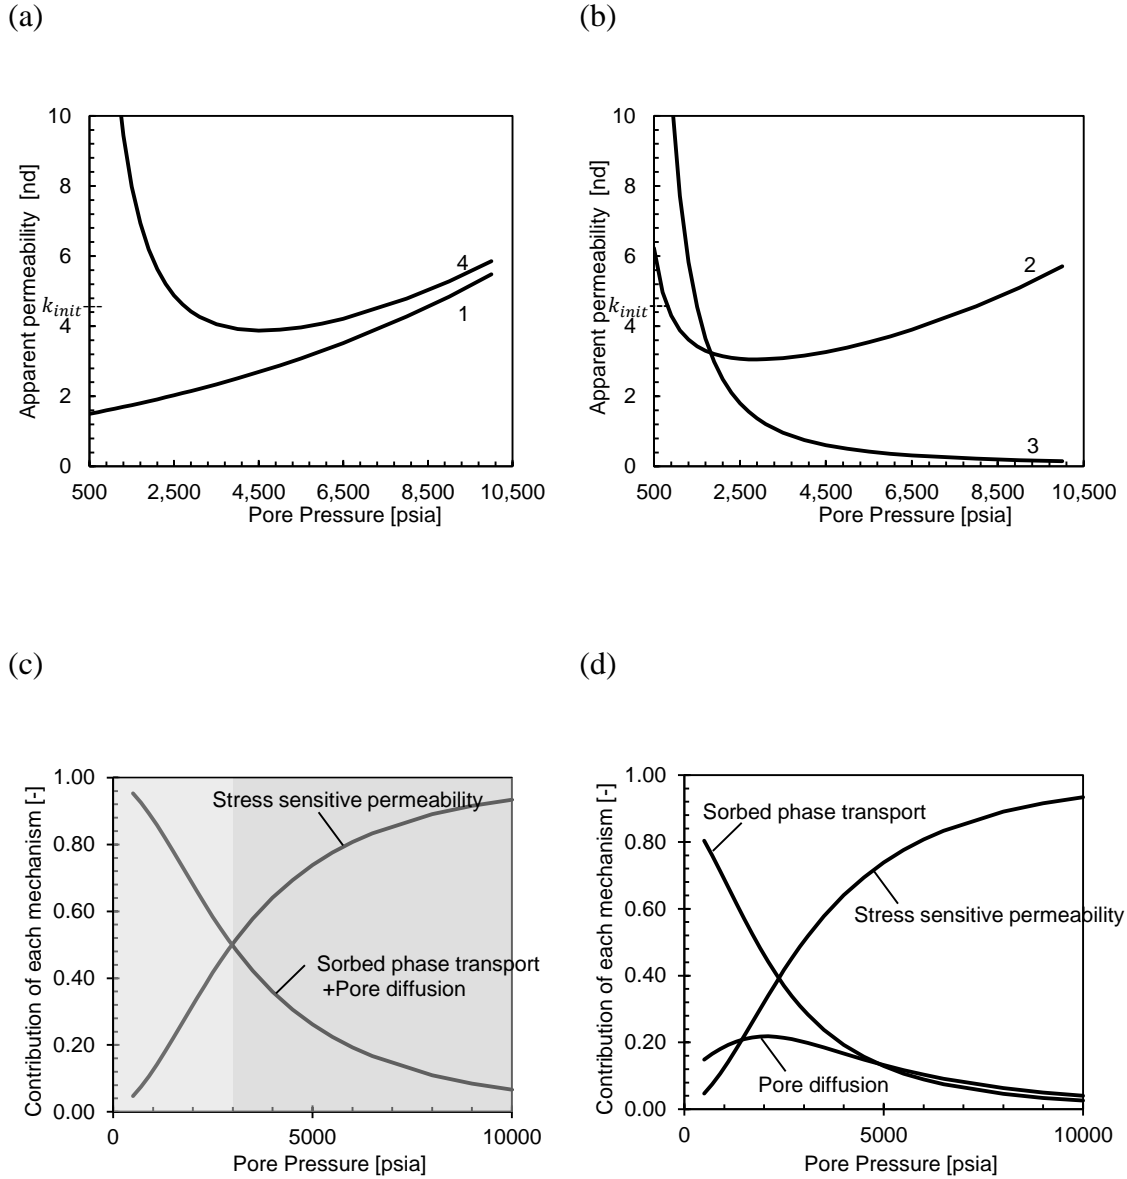 (a)
10
8
6
4
2
0
Apparent permeability [nd]
k_init
4
1
500
2,500
4,500
6,500
8,500
10,500
Pore Pressure [psia]
(b)
10
8
6
4
2
0
Apparent permeability [nd]
k_init
2
3
500
2,500
4,500
6,500
8,500
10,500
Pore Pressure [psia]
(c)
1.00
0.80
0.60
0.40
0.20
0.00
Contribution of each mechanism [-]
Stress sensitive permeability
Sorbed phase transport
+Pore diffusion
0
5000
10000
Pore Pressure [psia]
(d)
1.00
0.80
0.60
0.40
0.20
0.00
Contribution of each mechanism [-]
Sorbed phase transport
Stress sensitive permeability
Pore diffusion
0
5000
10000
Pore Pressure [psia]